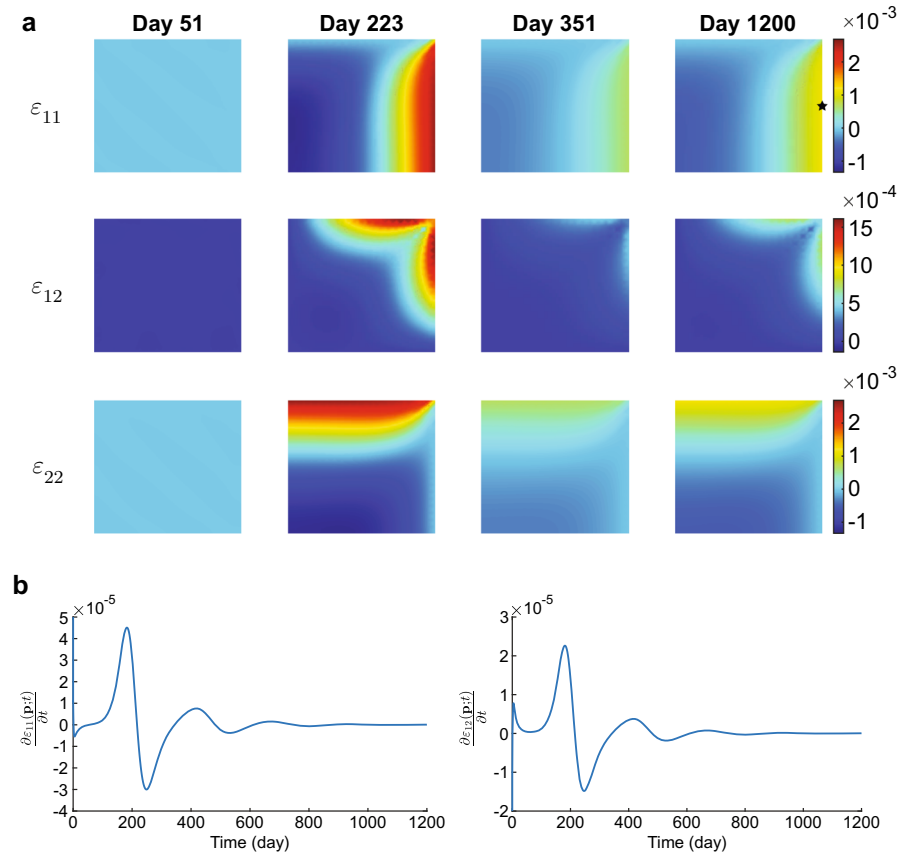 a
Day 51 Day 223 Day 351 Day 1200
×10⁻³
ε₁₁
2
1
0
-1
×10⁻⁴
ε₁₂
15
10
5
0
×10⁻³
ε₂₂
2
1
0
-1
b
×10⁻⁵
5
4
3
2
1
0
-1
-2
-3
-4
∂ε₁₁(p;t)
∂t
0 200 400 600 800 1000 1200
Time (day)
×10⁻⁵
3
2
1
0
-1
-2
∂ε₁₂(p;t)
∂t
0 200 400 600 800 1000 1200
Time (day)